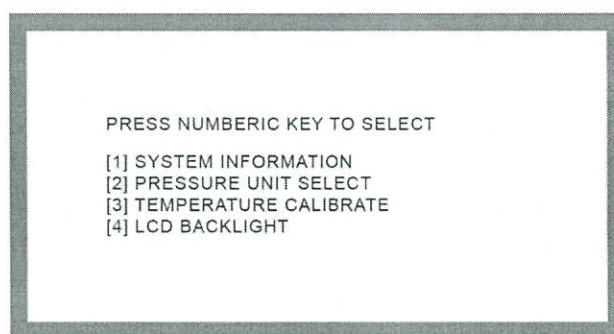 PRESS NUMBERIC KEY TO SELECT
[1] SYSTEM INFORMATION
[2] PRESSURE UNIT SELECT
[3] TEMPERATURE CALIBRATE
[4] LCD BACKLIGHT